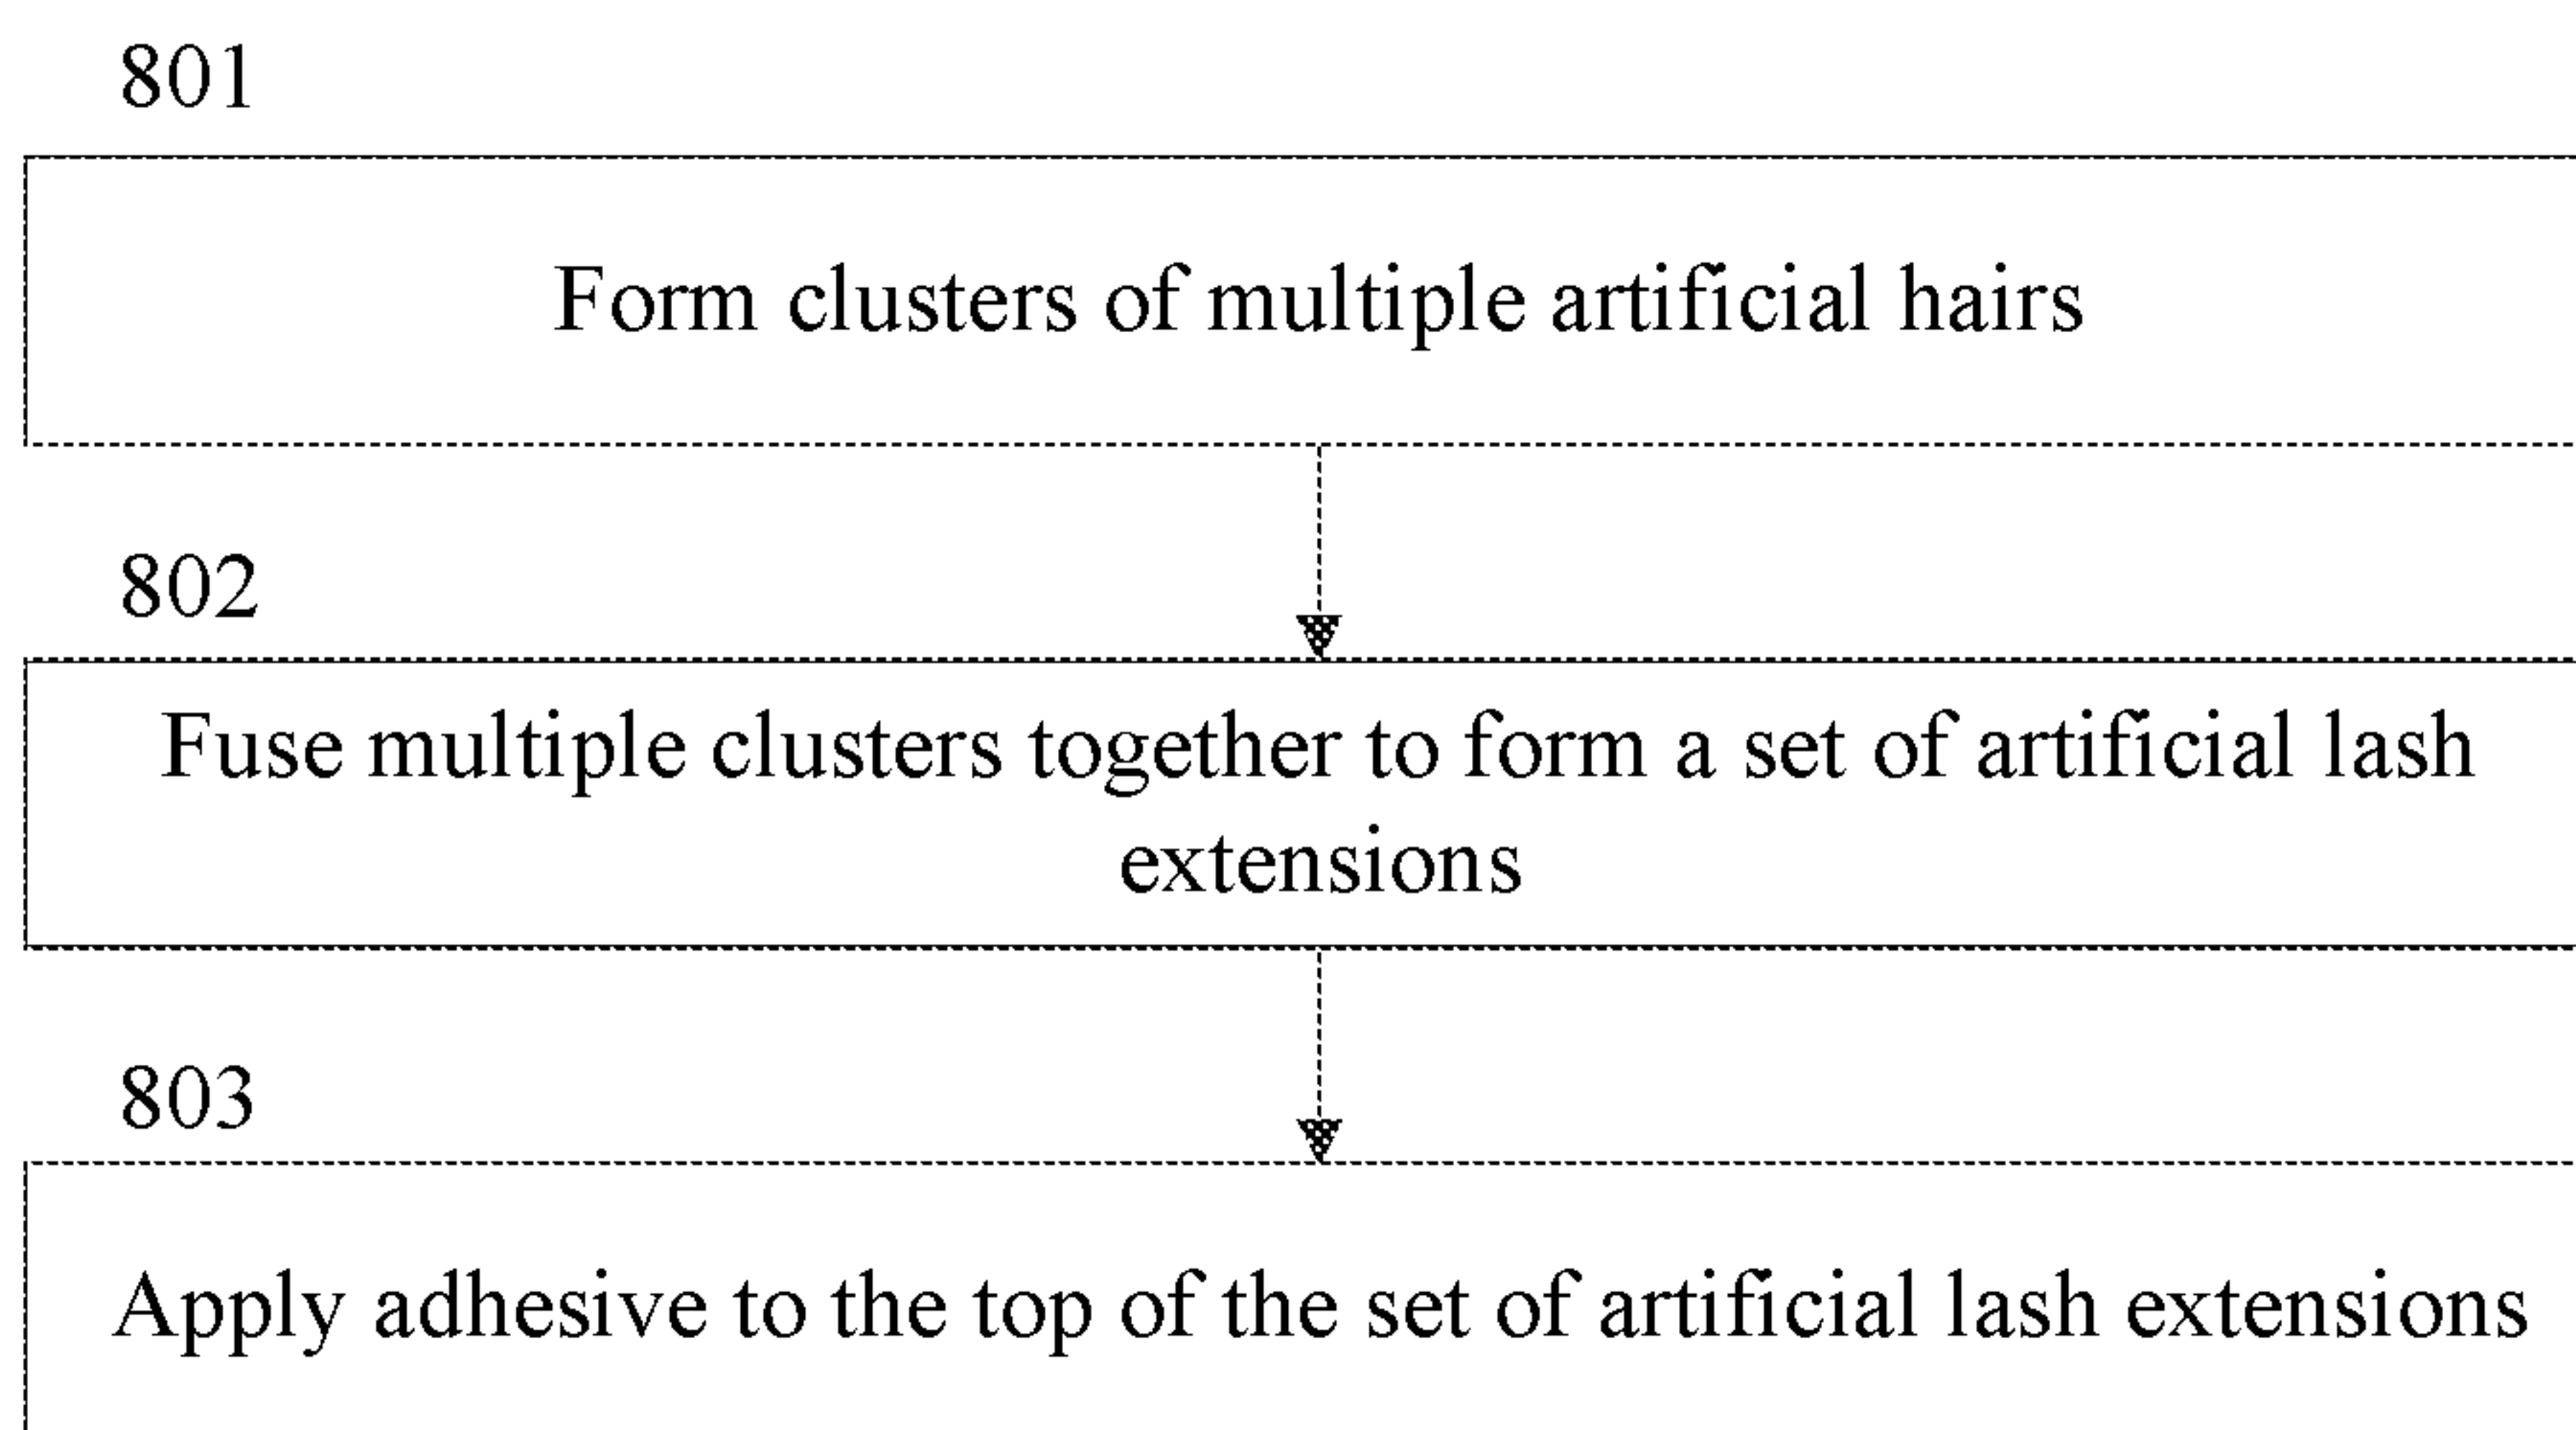 801
Form clusters of multiple artificial hairs
802
Fuse multiple clusters together to form a set of artificial lash
extensions
803
Apply adhesive to the top of the set of artificial lash extensions